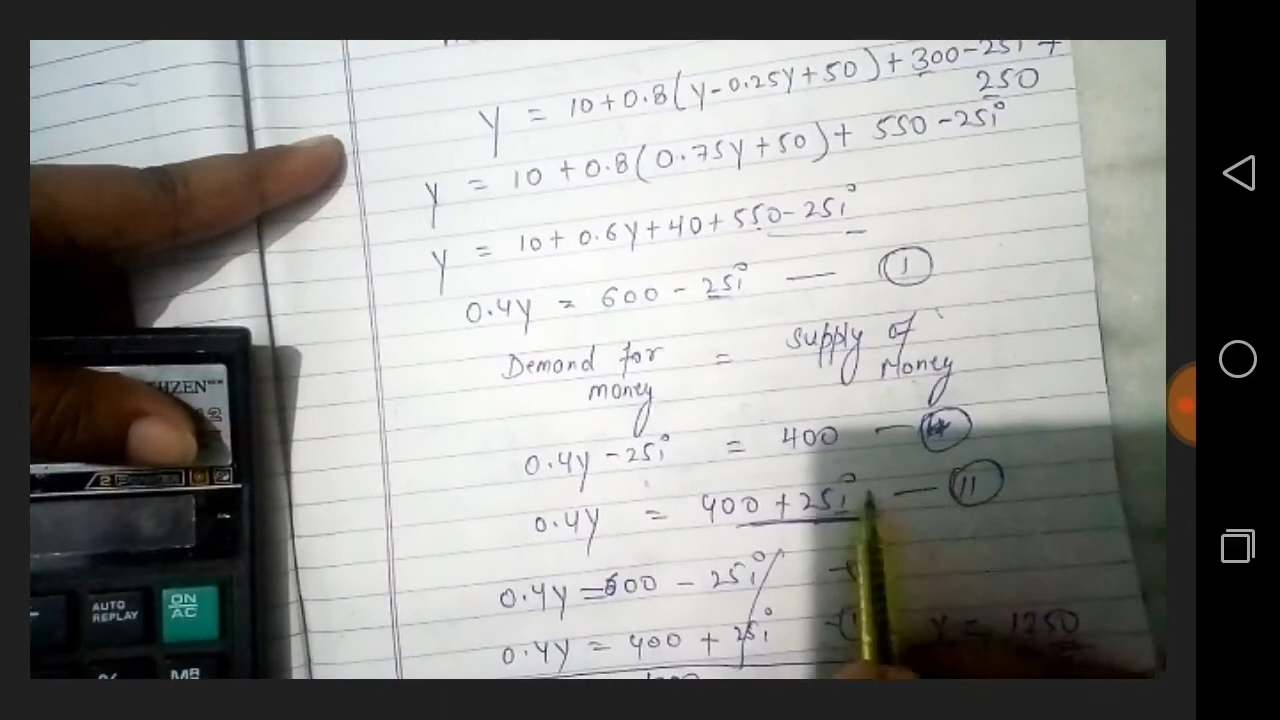 Y = 10 + 0.8(Y - 0.25Y + 50) + 300 - 25i +
250
Y = 10 + 0.8(0.75Y + 50) + 550 - 25i
Y = 10 + 0.6Y + 40 + 550 - 25i
0.4Y = 600 - 25i — (I)
Demand for money = supply of Money
0.4Y - 25i = 400 —
0.4Y = 400 + 25i — (II)
0.4Y = 600 - 25i
0.4Y = 400 + 25i
Y = 1250
HZEN
AUTO REPLAY
ON/AC
%